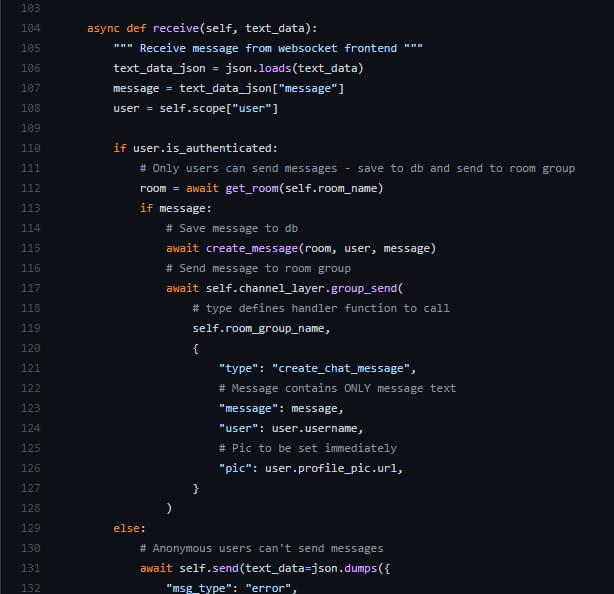 103
104 async def receive(self, text_data):
105 """ Receive message from websocket frontend """
106 text_data_json = json.loads(text_data)
107 message = text_data_json["message"]
108 user = self.scope["user"]
109
110 if user.is_authenticated:
111 # Only users can send messages - save to db and send to room group
112 room = await get_room(self.room_name)
113 if message:
114 # Save message to db
115 await create_message(room, user, message)
116 # Send message to room group
117 await self.channel_layer.group_send(
118 # type defines handler function to call
119 self.room_group_name,
120 {
121 "type": "create_chat_message",
122 # Message contains ONLY message text
123 "message": message,
124 "user": user.username,
125 # Pic to be set immediately
126 "pic": user.profile_pic.url,
127 }
128 )
129 else:
130 # Anonymous users can't send messages
131 await self.send(text_data=json.dumps({
132 "msg_type": "error",